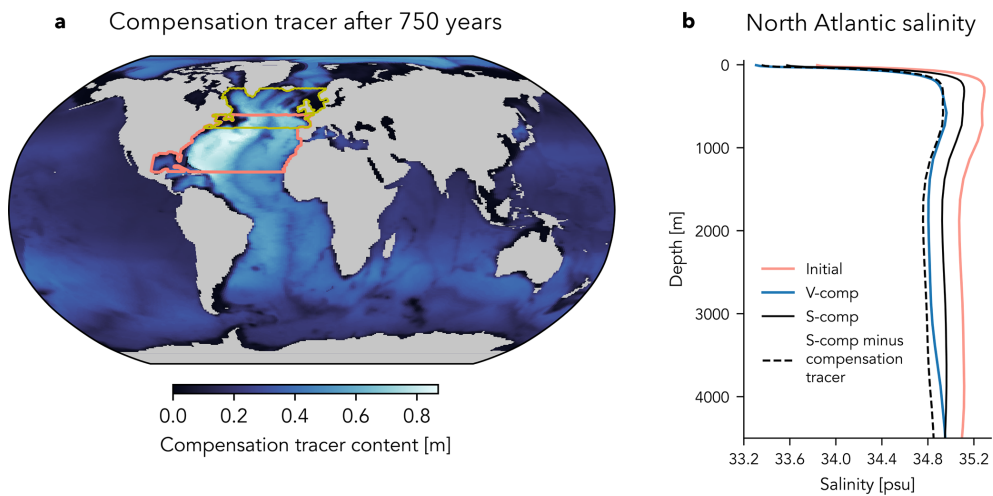 a Compensation tracer after 750 years
0.0 0.2 0.4 0.6 0.8
Compensation tracer content [m]
b North Atlantic salinity
0
1000
2000
3000
4000
Depth [m]
Initial
V-comp
S-comp
S-comp minus
compensation
tracer
33.2 33.6 34.0 34.4 34.8 35.2
Salinity [psu]